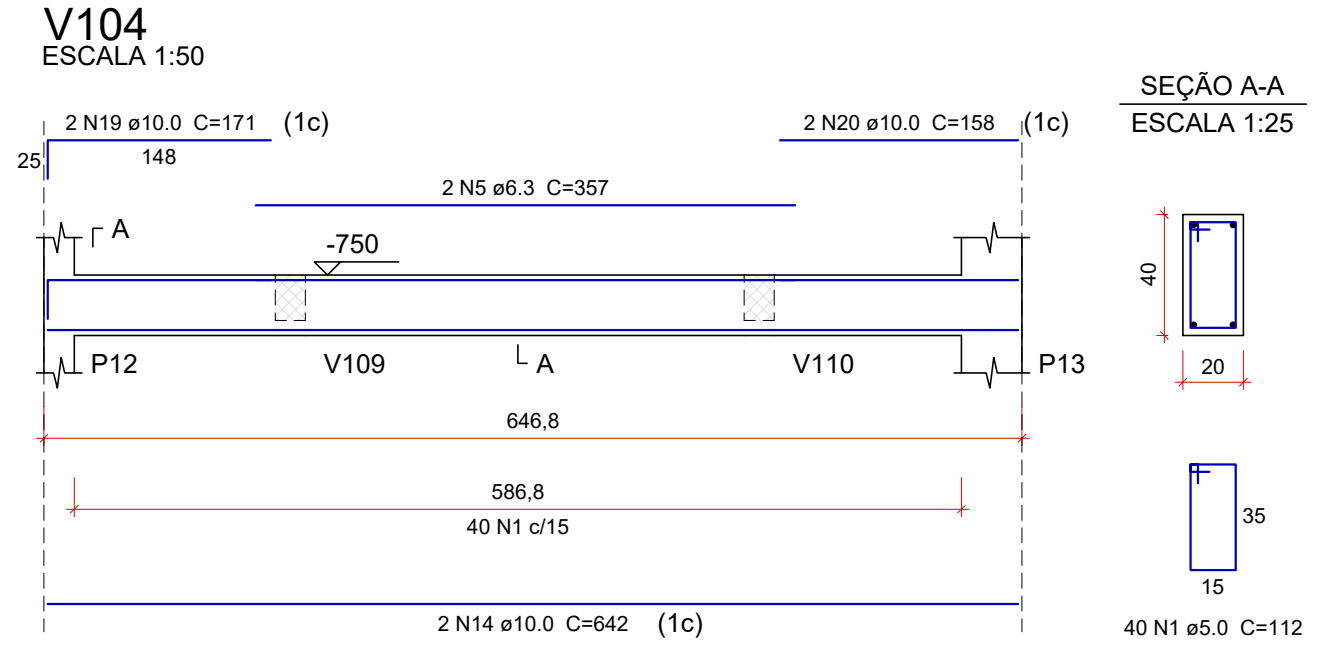 V104
ESCALA 1:50
SEÇÃO A-A
ESCALA 1:25
2 N19 ø10.0 C=171 (1c)
2 N20 ø10.0 C=158 (1c)
25
148
2 N5 ø6.3 C=357
A
-750
40
20
P12
V109
A
V110
P13
646,8
586,8
40 N1 c/15
35
15
2 N14 ø10.0 C=642 (1c)
40 N1 ø5.0 C=112